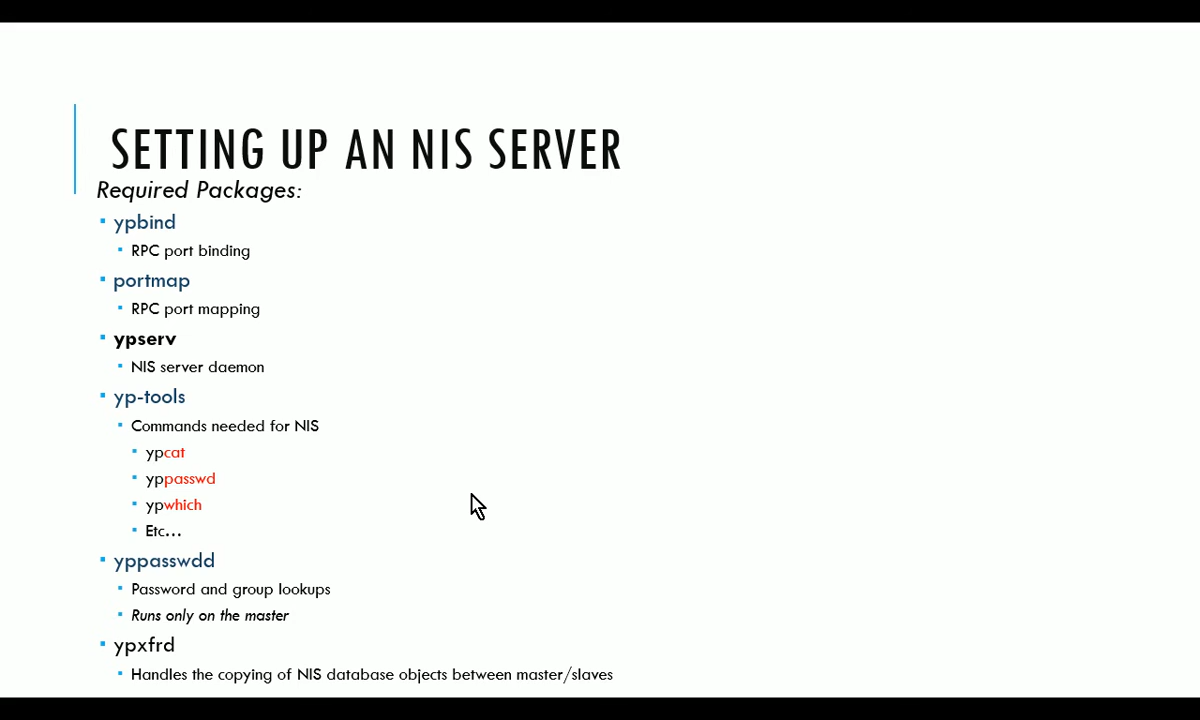 SETTING UP AN NIS SERVER
Required Packages:
ypbind
RPC port binding
portmap
RPC port mapping
ypserv
NIS server daemon
yp-tools
Commands needed for NIS
ypcat
yppasswd
ypwhich
Etc...
yppasswdd
Password and group lookups
Runs only on the master
ypxfrd
Handles the copying of NIS database objects between master/slaves